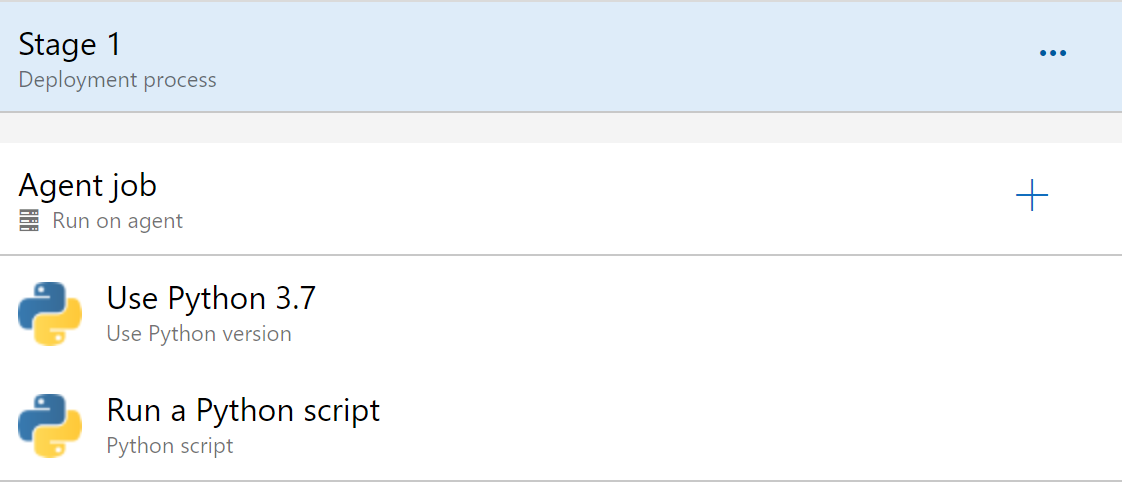 Stage 1
Deployment process
Agent job
Run on agent
Use Python 3.7
Use Python version
Run a Python script
Python script